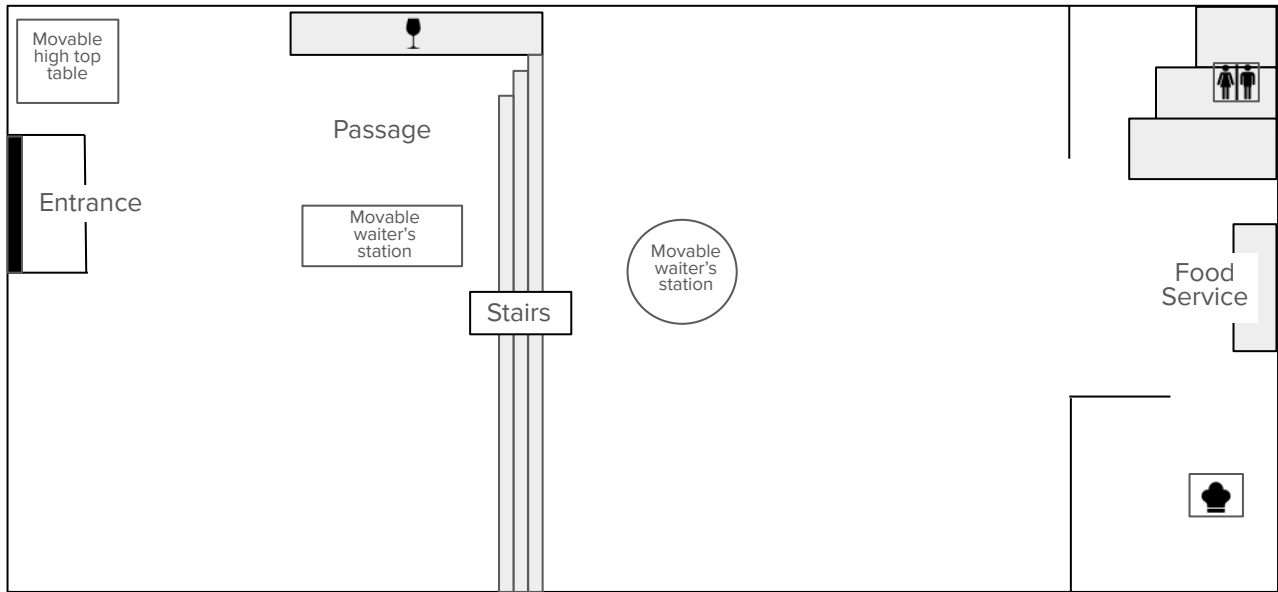 Movable
high top
table
Passage
Entrance
Movable
waiter's
station
Movable
waiter's
station
Stairs
Food
Service